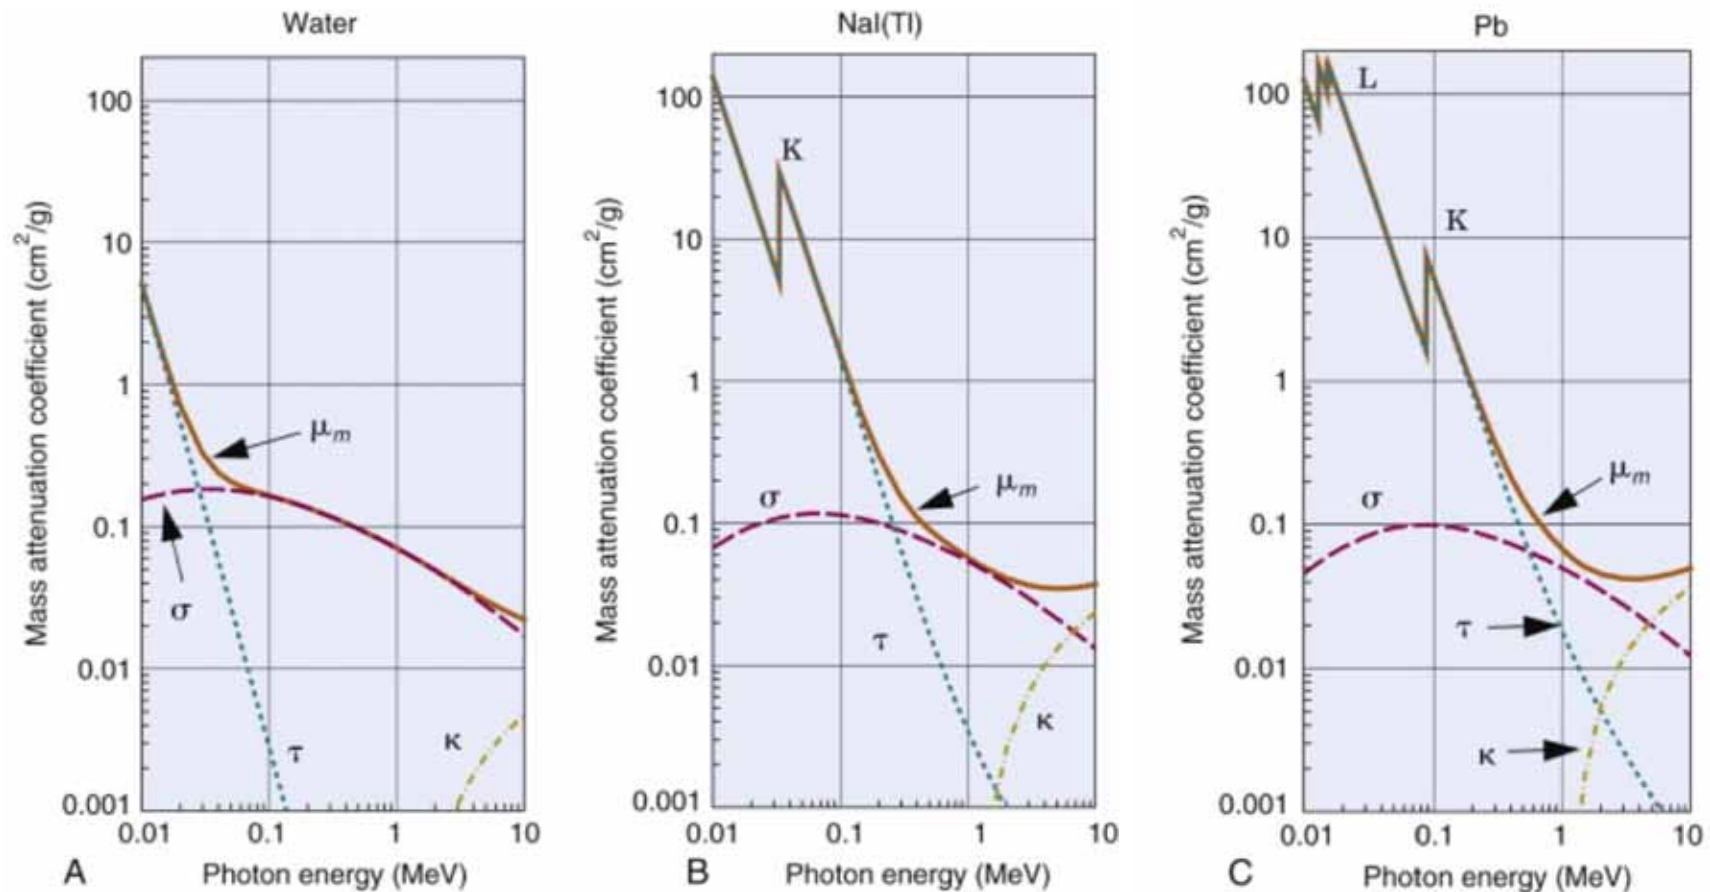 Water
Mass attenuation coefficient (cm²/g)
100
10
1
0.1
0.01
0.001
μm
σ
τ
κ
0.01 0.1 1 10
A Photon energy (MeV)
NaI(Tl)
Mass attenuation coefficient (cm²/g)
100
10
1
0.1
0.01
0.001
K
σ
μm
τ
κ
0.01 0.1 1 10
B Photon energy (MeV)
Pb
Mass attenuation coefficient (cm²/g)
100
10
1
0.1
0.01
0.001
L
K
μm
σ
τ
κ
0.01 0.1 1 10
C Photon energy (MeV)